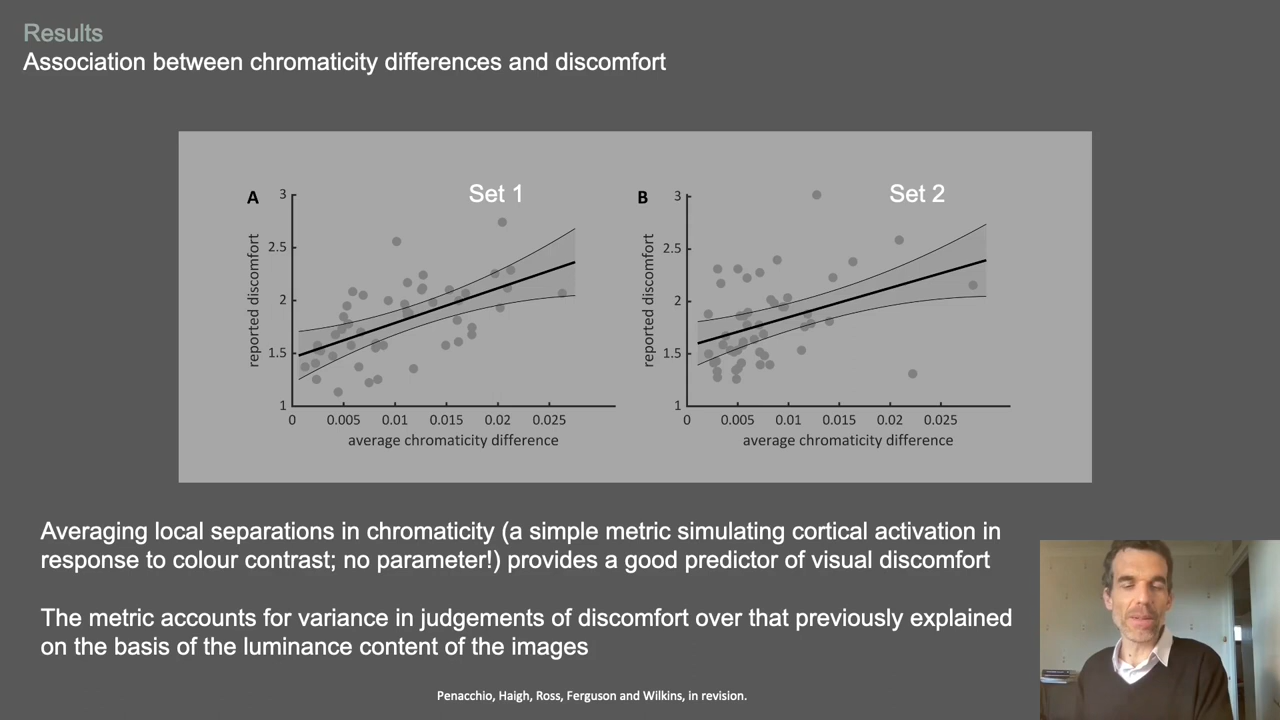 Results
Association between chromaticity differences and discomfort
A
Set 1
3
2.5
2
1.5
1
reported discomfort
0 0.005 0.01 0.015 0.02 0.025
average chromaticity difference
B
Set 2
3
2.5
2
1.5
1
reported discomfort
0 0.005 0.01 0.015 0.02 0.025
average chromaticity difference
Averaging local separations in chromaticity (a simple metric simulating cortical activation in
response to colour contrast; no parameter!) provides a good predictor of visual discomfort
The metric accounts for variance in judgements of discomfort over that previously explained
on the basis of the luminance content of the images
Penacchio, Haigh, Ross, Ferguson and Wilkins, in revision.